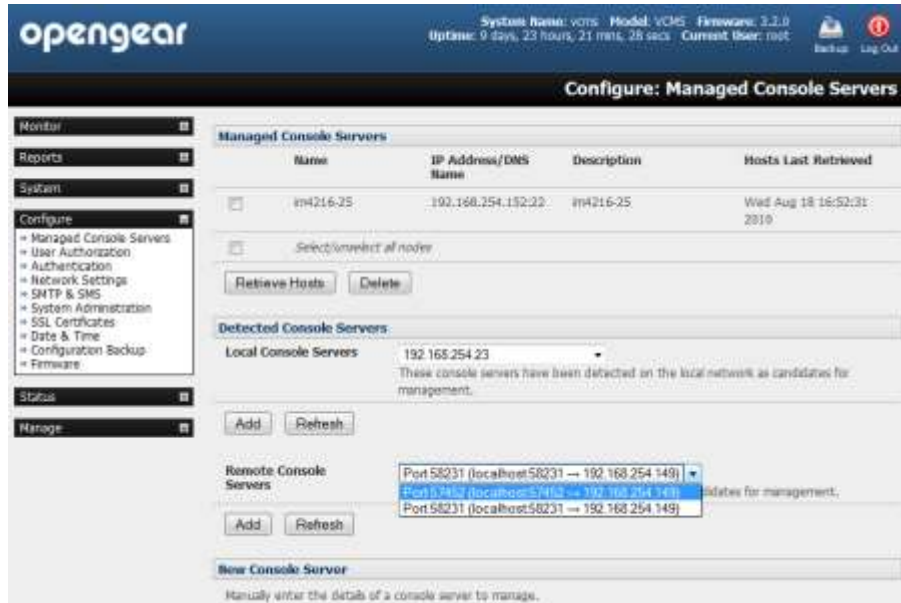 opengear
System Name: vcms Model: VCMS Firmware: 3.2.0
Uptime: 9 days, 23 hours, 21 mins, 28 secs Current User: root
Backup Log Out
Configure: Managed Console Servers
Monitor
Reports
System
Configure
» Managed Console Servers
» User Authorization
» Authentication
» Network Settings
» SMTP & SMS
» System Administration
» SSL Certificates
» Date & Time
» Configuration Backup
» Firmware
Status
Manage
Managed Console Servers
Name IP Address/DNS Name Description Hosts Last Retrieved
im4216-25 192.168.254.152:22 im4216-25 Wed Aug 18 16:52:31 2010
Select/unselect all nodes
Retrieve Hosts Delete
Detected Console Servers
Local Console Servers 192.168.254.23
These console servers have been detected on the local network as candidates for
management.
Add Refresh
Remote Console Servers Port 58231 (localhost:58231 → 192.168.254.149)
Port 57452 (localhost:57452 → 192.168.254.149) didates for management.
Port 58231 (localhost:58231 → 192.168.254.149)
Add Refresh
New Console Server
Manually enter the details of a console server to manage.